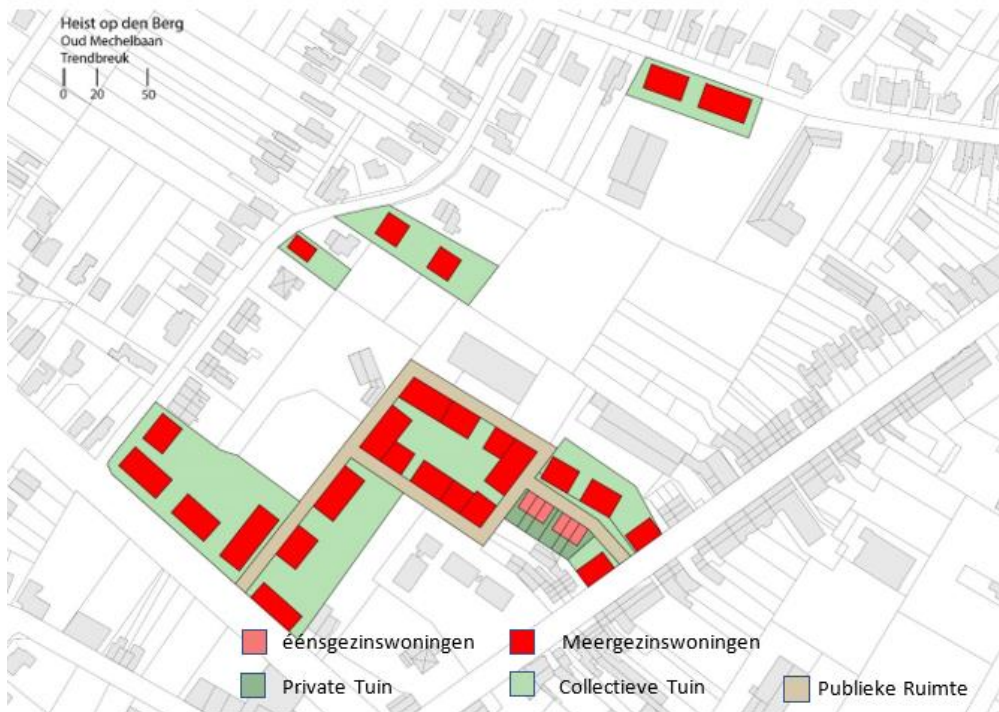 Heist op den Berg
Oud Mechelbaan
Trendbreuk
0 20 50
éénsgezinswoningen
Meergezinswoningen
Private Tuin
Collectieve Tuin
Publieke Ruimte